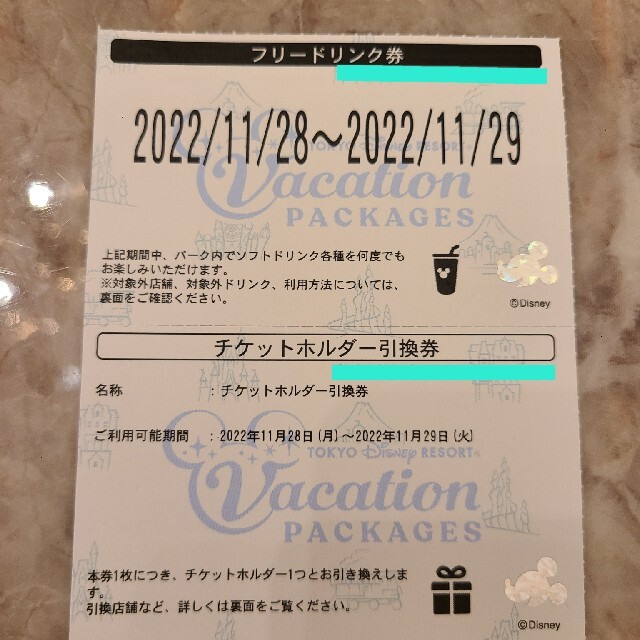 フリードリンク券
2022/11/28～2022/11/29
TOKYO Disney RESORT®
Vacation
PACKAGES
上記期間中、パーク内でソフトドリンク各種を何度でも
お楽しみいただけます。
※対象外店舗、対象外ドリンク、利用方法については、
裏面をご確認ください。
©Disney
チケットホルダー引換券
名称 : チケットホルダー引換券
ご利用可能期間 : 2022年11月28日(月)～2022年11月29日(火)
TOKYO Disney RESORT®
Vacation
PACKAGES
本券1枚につき、チケットホルダー1つとお引き換えしま
す。
引換店舗など、詳しくは裏面をご覧ください。
©Disney